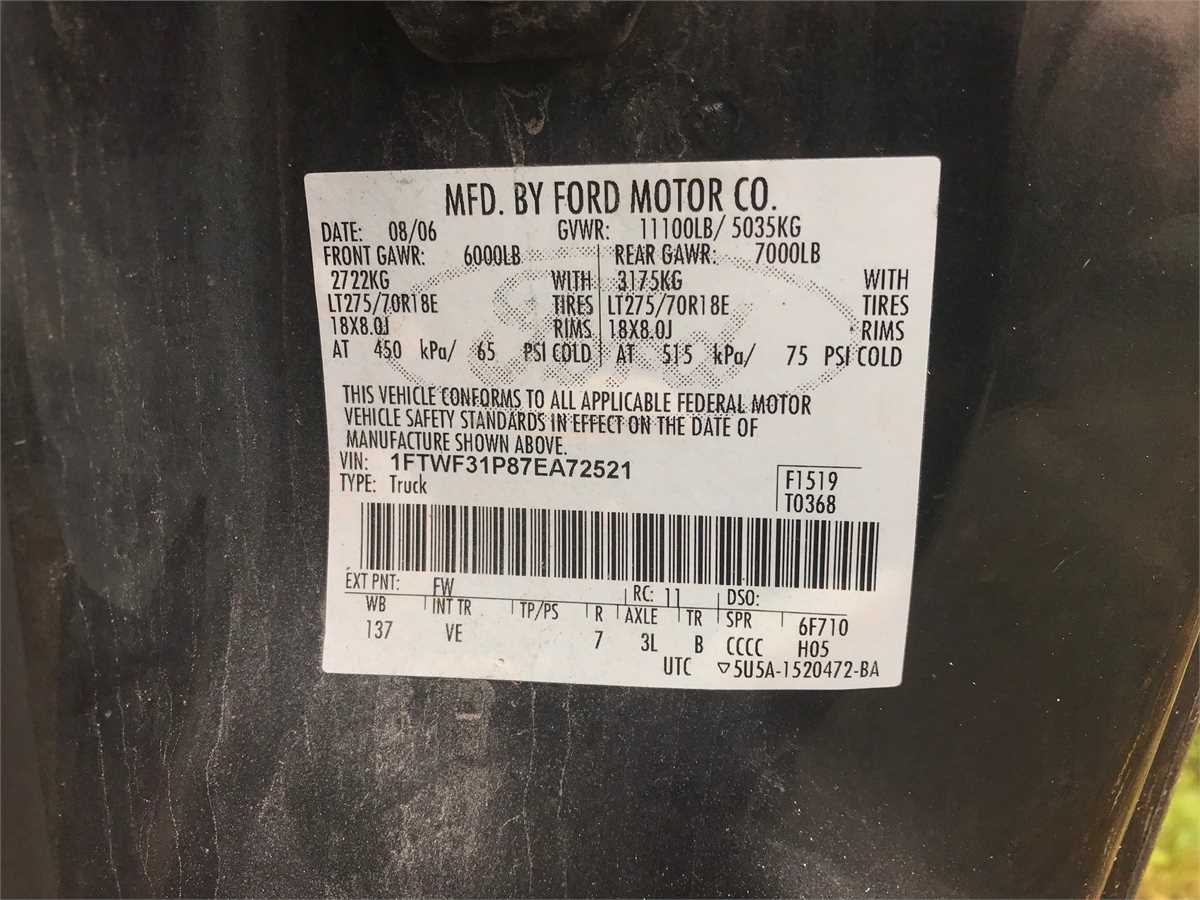 MFD. BY FORD MOTOR CO.
DATE: 08/06 GVWR: 11100LB/ 5035KG
FRONT GAWR: 6000LB REAR GAWR: 7000LB
2722KG WITH 3175KG WITH
LT275/70R18E TIRES LT275/70R18E TIRES
18X8.0J RIMS 18X8.0J RIMS
AT 450 kPa/ 65 PSI COLD AT 515 kPa/ 75 PSI COLD
THIS VEHICLE CONFORMS TO ALL APPLICABLE FEDERAL MOTOR
VEHICLE SAFETY STANDARDS IN EFFECT ON THE DATE OF
MANUFACTURE SHOWN ABOVE.
VIN: 1FTWF31P87EA72521
F1519
TYPE: Truck
T0368
EXT PNT: FW RC: 11 DSO:
WB INT TR TP/PS R AXLE TR SPR 6F710
137 VE 7 3L B CCCC H05
UTC ▽5U5A-1520472-BA